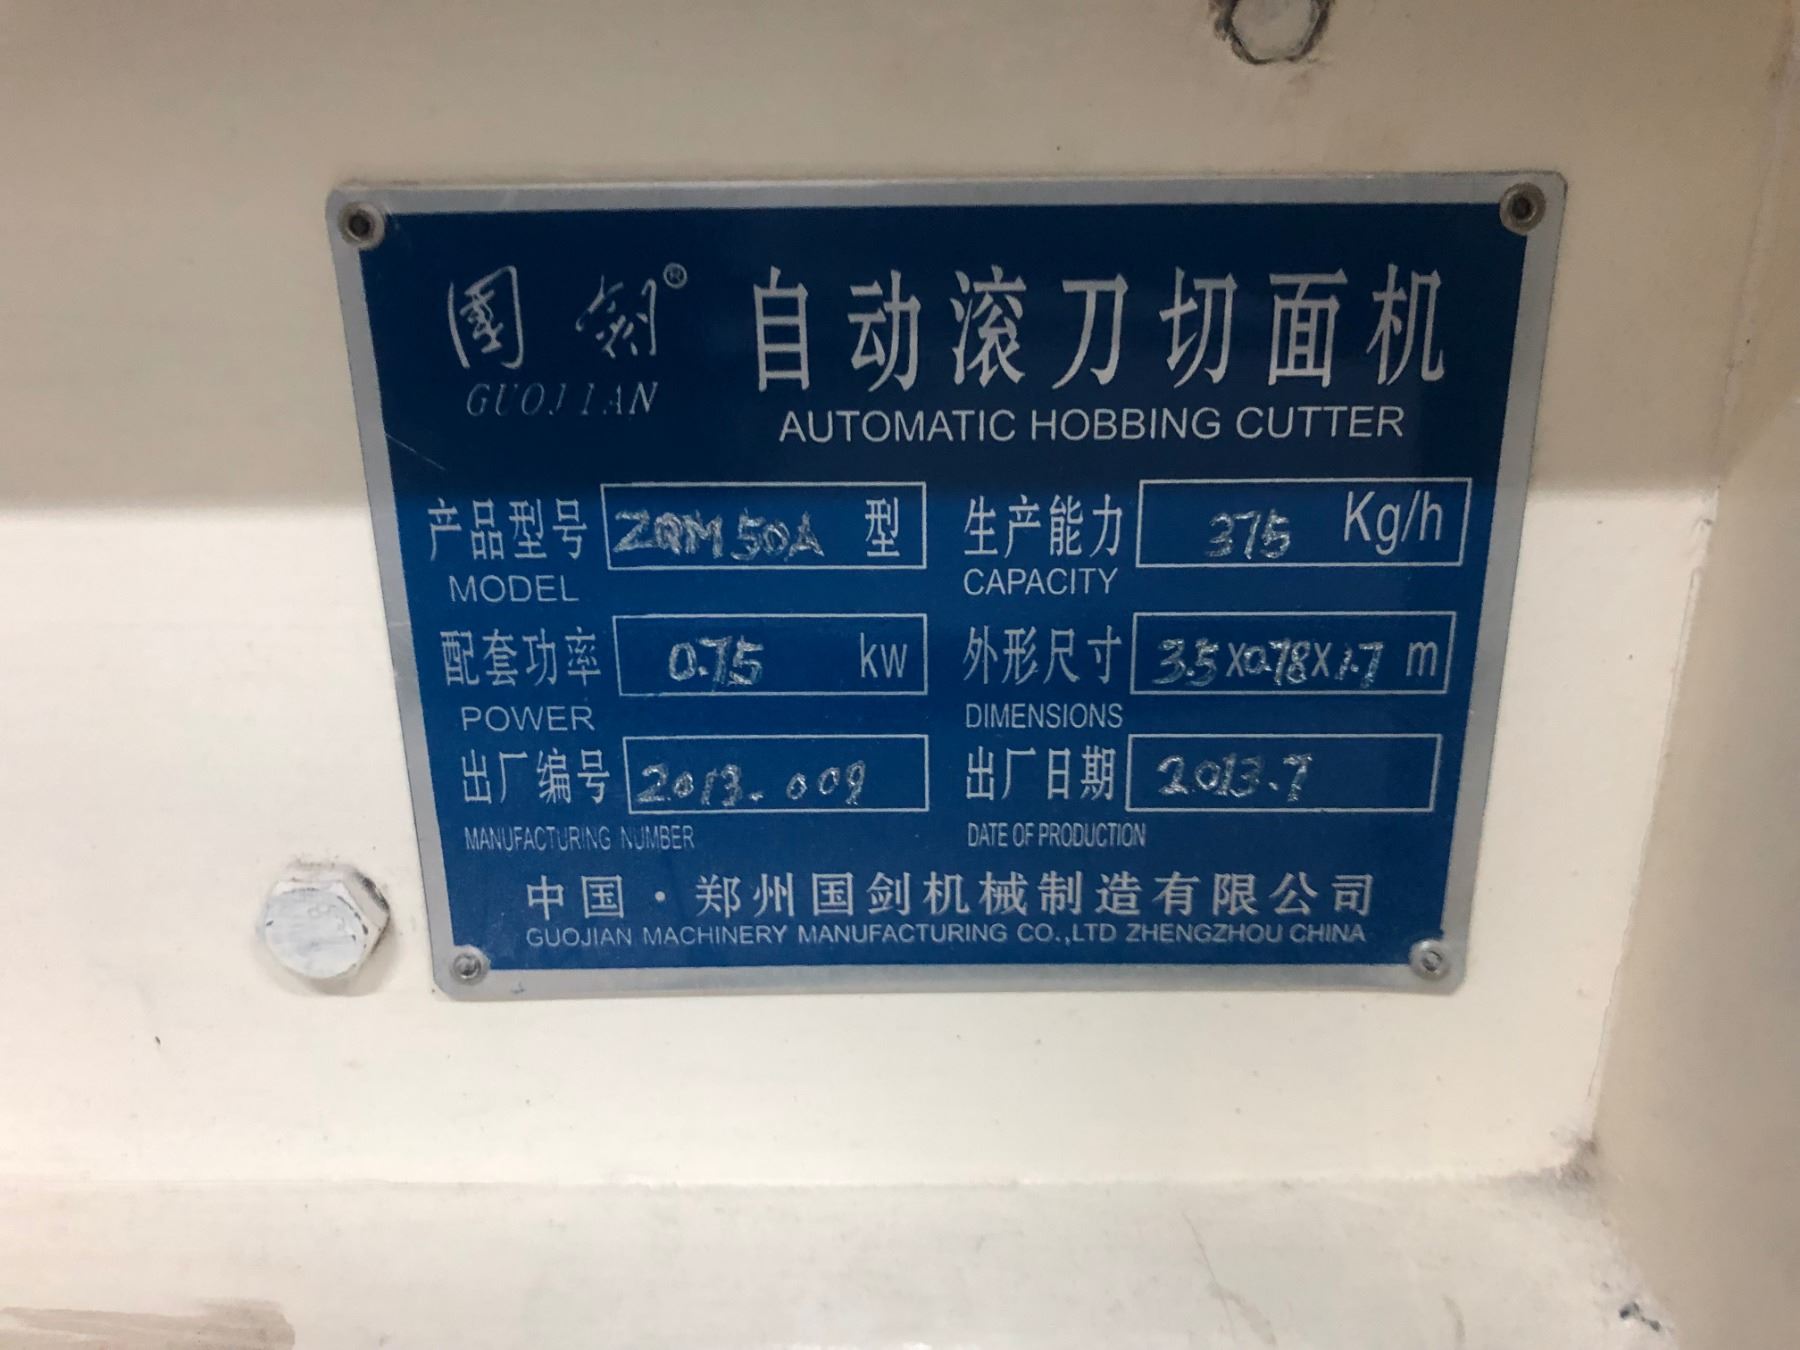 國劍® 自动滚刀切面机
GUOJIAN AUTOMATIC HOBBING CUTTER
产品型号 ZQM50A 型 生产能力 375 Kg/h
MODEL CAPACITY
配套功率 0.75 kw 外形尺寸 3.5X0.78X1.7 m
POWER DIMENSIONS
出厂编号 2013.009 出厂日期 2013.7
MANUFACTURING NUMBER DATE OF PRODUCTION
中国·郑州国剑机械制造有限公司
GUOJIAN MACHINERY MANUFACTURING CO.,LTD ZHENGZHOU CHINA